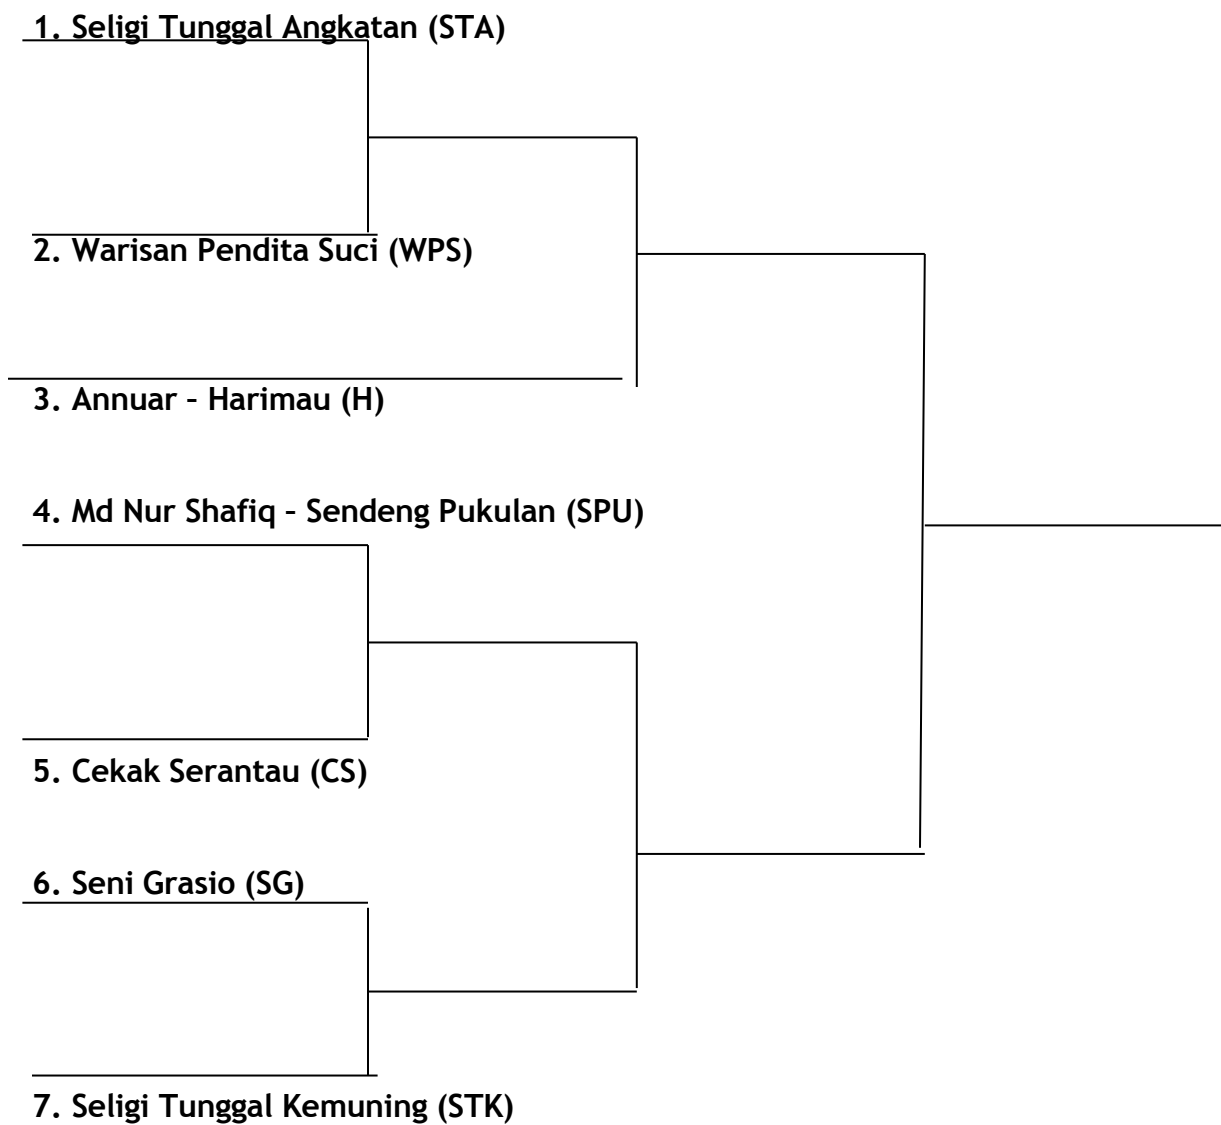 1. Seligi Tunggal Angkatan (STA)
2. Warisan Pendita Suci (WPS)
3. Annuar – Harimau (H)
4. Md Nur Shafiq – Sendeng Pukulan (SPU)
5. Cekak Serantau (CS)
6. Seni Grasio (SG)
7. Seligi Tunggal Kemuning (STK)